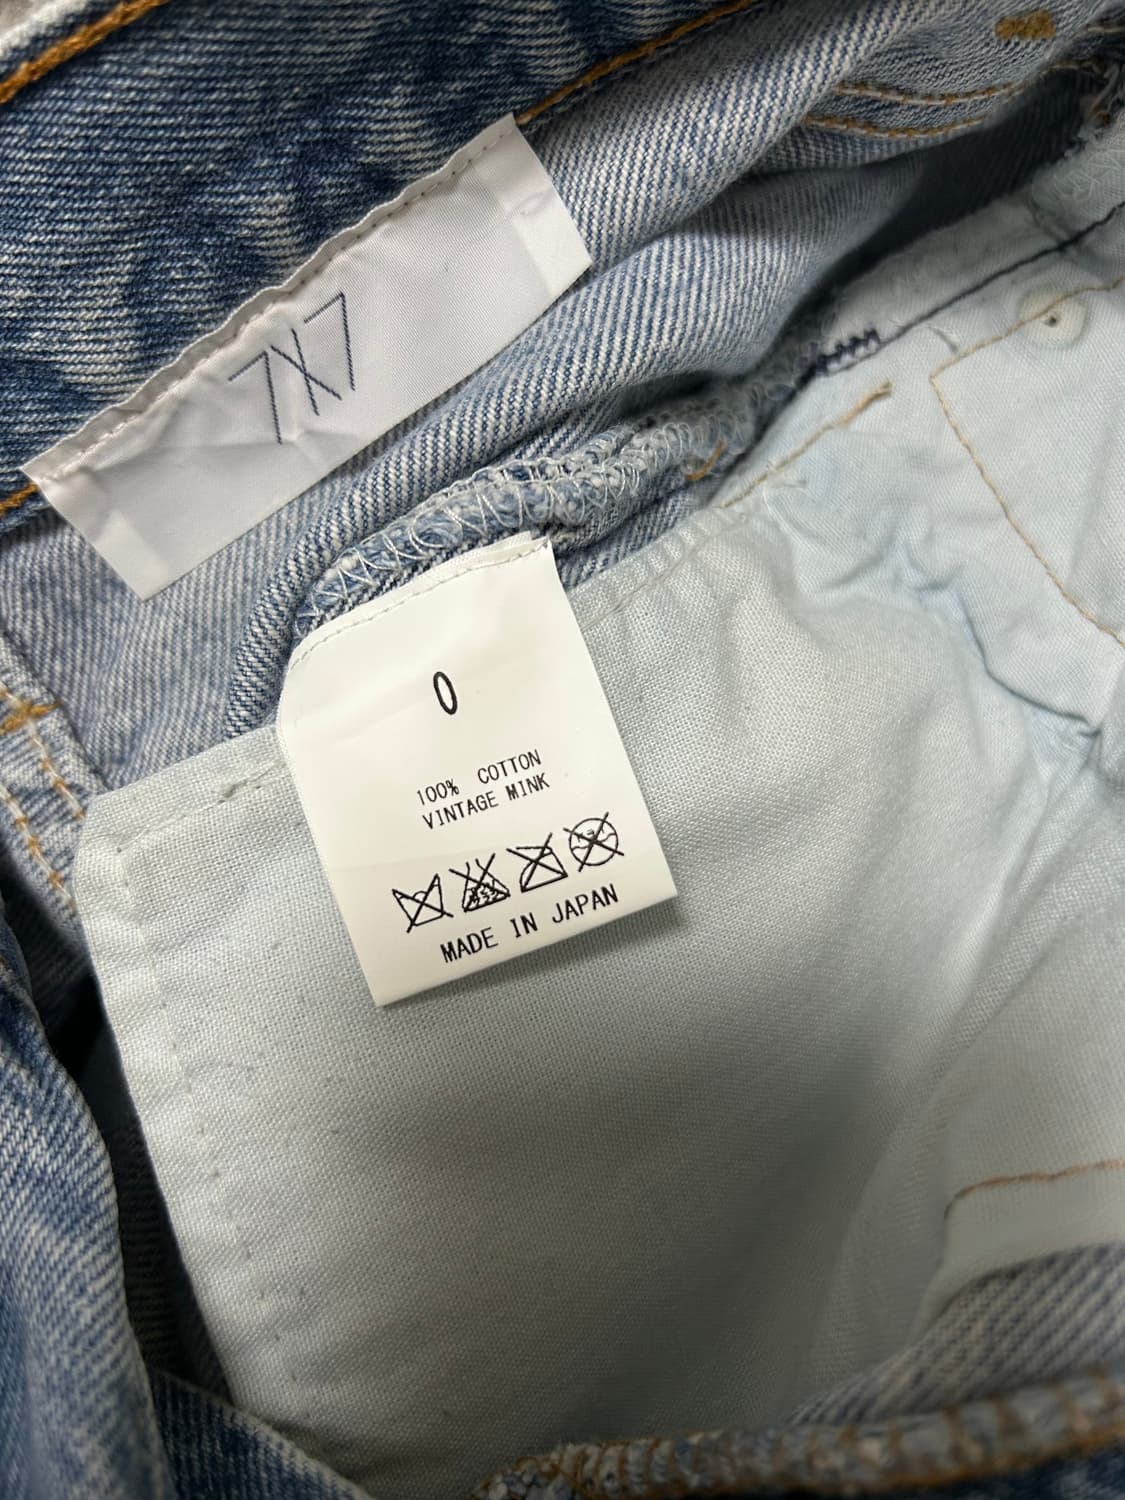 7X7
0
100% COTTON
VINTAGE MINK
MADE IN JAPAN